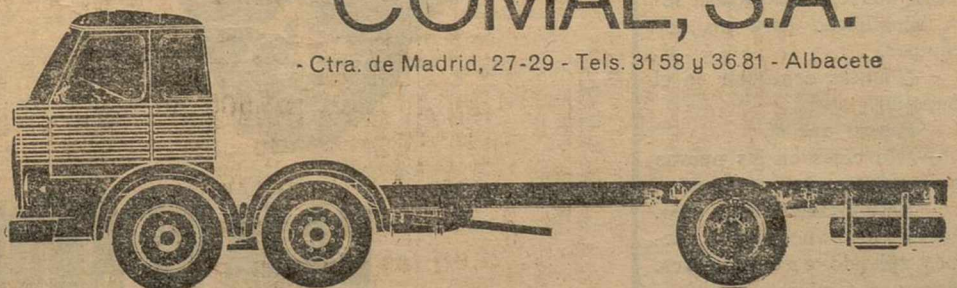 COMAL, S.A.
- Ctra. de Madrid, 27-29 - Tels. 31 58 y 36 81 - Albacete